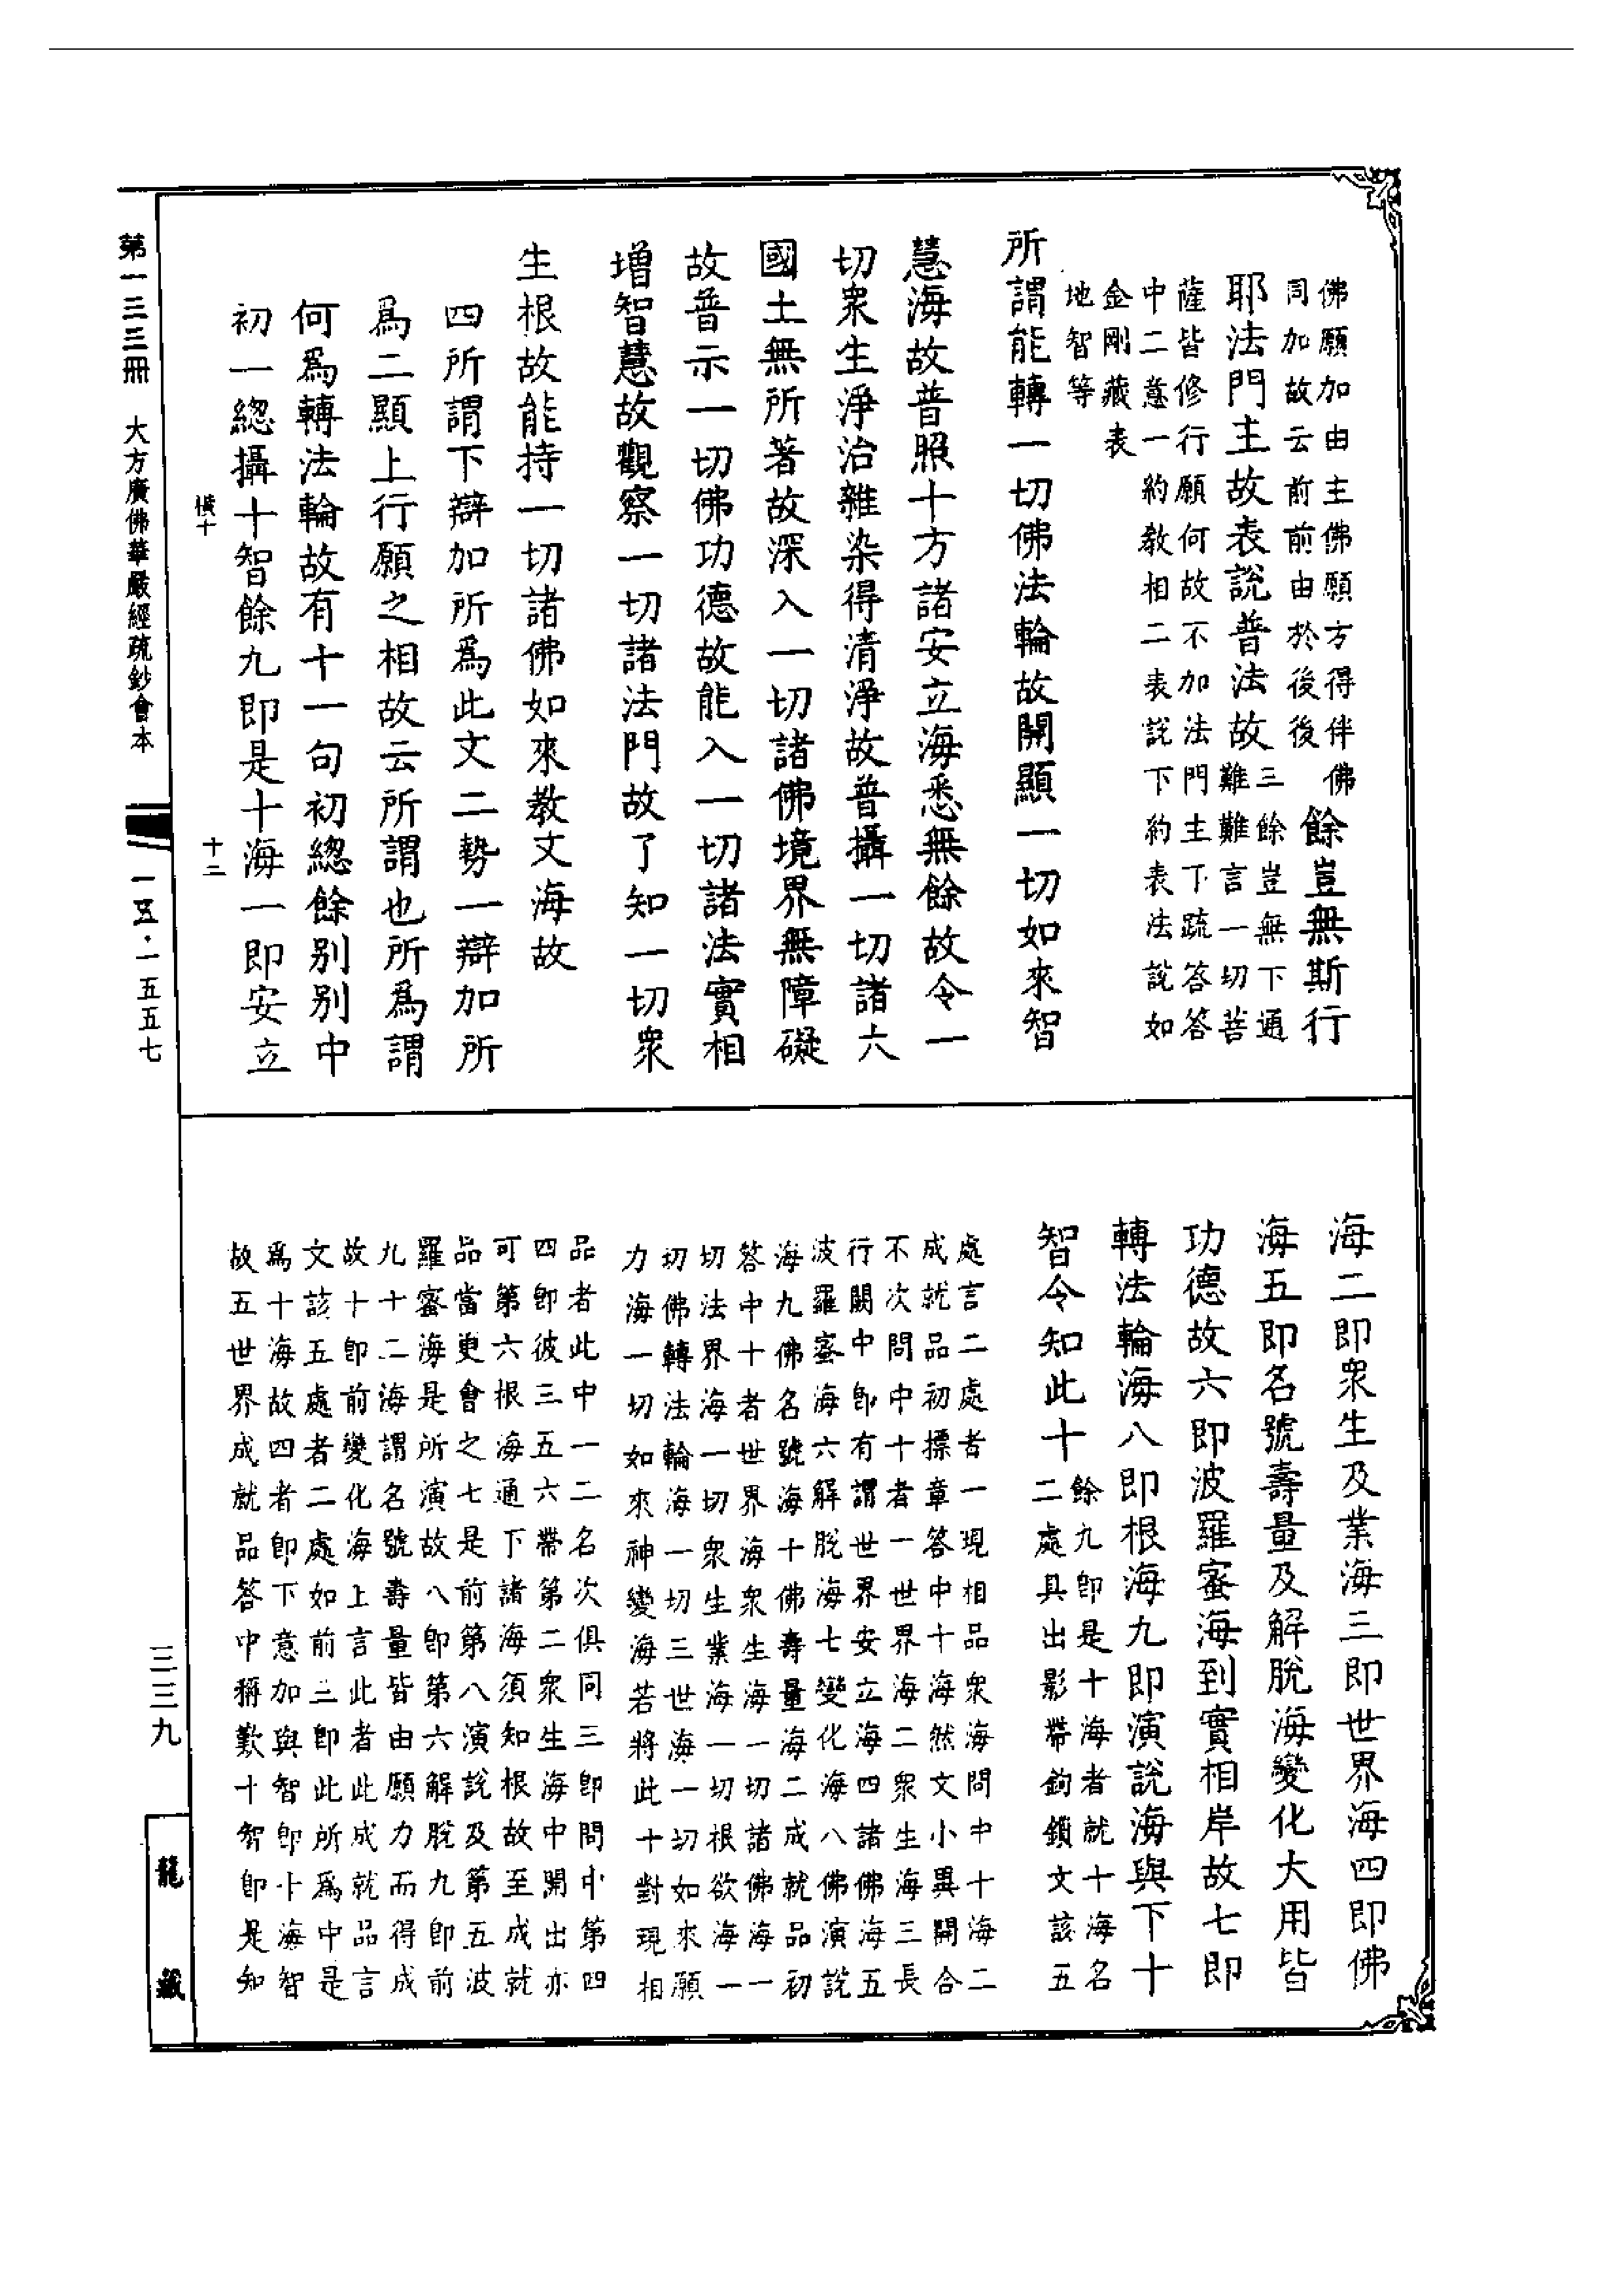 佛願加由主佛願方得伴佛
同加故云前前由於後後
餘豈無斯行
耶法門主故表說普法故
三餘豈無下通
難難言一切菩
薩皆修行願何故不加法門主下疏答答
中二意一約教相二表說下約表法說如
金剛藏表
地智等
所謂能轉一切佛法輪故開顯一切如來智
慧海故普照十方諸安立海悉無餘故令一
切衆生淨治雜染得清淨故普攝一切諸六
國土無所著故深入一切諸佛境界無障礙
故普示一切佛功德故能入一切諸法實相
增智慧故觀察一切諸法門故了知一切衆
生根故能持一切諸佛如來教文海故
四所謂下辯加所爲此文二勢一辯加所
爲二顯上行願之相故云所謂也所爲謂
何爲轉法輪故有十一句初總餘別別中
初一總攝十智餘九即是十海一即安立
橫十
十二
海二即衆生及業海三即世界海四即佛
海五即名號壽量及解脫海變化大用皆
功德故六即波羅蜜海到實相岸故七即
轉法輪海八即根海九即演說海與下十
智令知此十
餘九即是十海者就十海名
二處具出影帶鉤鎖文該五
處言二處者一現相品衆海問中十海二
成就品初標章答中十海然文小異開合
不次問中十者一世界海二衆生海三長
行闕中即有謂世界安立海四諸佛海五
波羅蜜海六解脫海七變化海八佛演說
海九佛名號海十佛壽量海二成就品初
答中十者世界海衆生海一切諸佛海一
切法界海一切衆生業海一切根欲海一
切佛轉法輪海一切三世海一切如來願
力海一切如來神變海若將此十對現相
品者此中一二名次俱同三即問中第四
四即彼三五六帶第二衆生海中開出亦
可第六根海通下諸海須知根故至成就
品當更會之七是前第八演說及第五波
羅蜜海是所演故八即第六解脫九即前
九十二海謂名號壽量皆由願力而得成
故十即前變化海上言此者此成就品言
文該五處者二處如前三即此所爲中是
爲十海故四者即下意加與智即十海智
故五世界成就品答中稱歎十智智即是知
第一三三冊　大方廣佛華嚴經疏鈔會本
一五·一五五七
三三九
龍藏